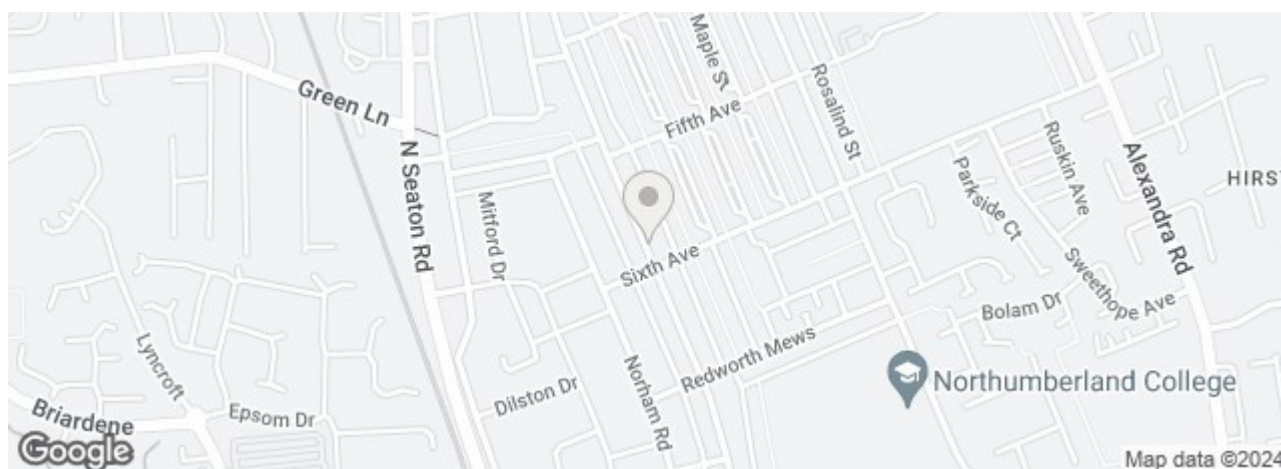 Maple St
Green Ln
Fifth Ave
Rosalind St
N Seaton Rd
Ruskin Ave
Alexandra Rd
HIRST
Parkside Ct
Mitford Dr
Sixth Ave
Sweethope Ave
Bolam Dr
Lyncroft
Redworth Mews
Norham Rd
Dilston Dr
Northumberland College
Briardene
Epsom Dr
Google
Map data ©2024